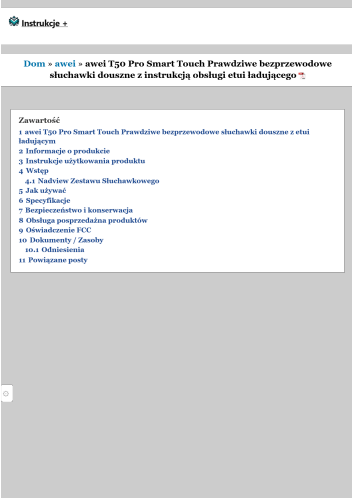 Instrukcje +
Dom » awei » awei T50 Pro Smart Touch Prawdziwe bezprzewodowe
słuchawki douszne z instrukcją obsługi etui ładującego
Zawartość
1 awei T50 Pro Smart Touch Prawdziwe bezprzewodowe słuchawki douszne z etui
ładującym
2 Informacje o produkcie
3 Instrukcje użytkowania produktu
4 Wstęp
4.1 Nadview Zestawu Słuchawkowego
5 Jak używać
6 Specyfikacje
7 Bezpieczeństwo i konserwacja
8 Obsługa posprzedażna produktów
9 Oświadczenie FCC
10 Dokumenty / Zasoby
10.1 Odniesienia
11 Powiązane posty